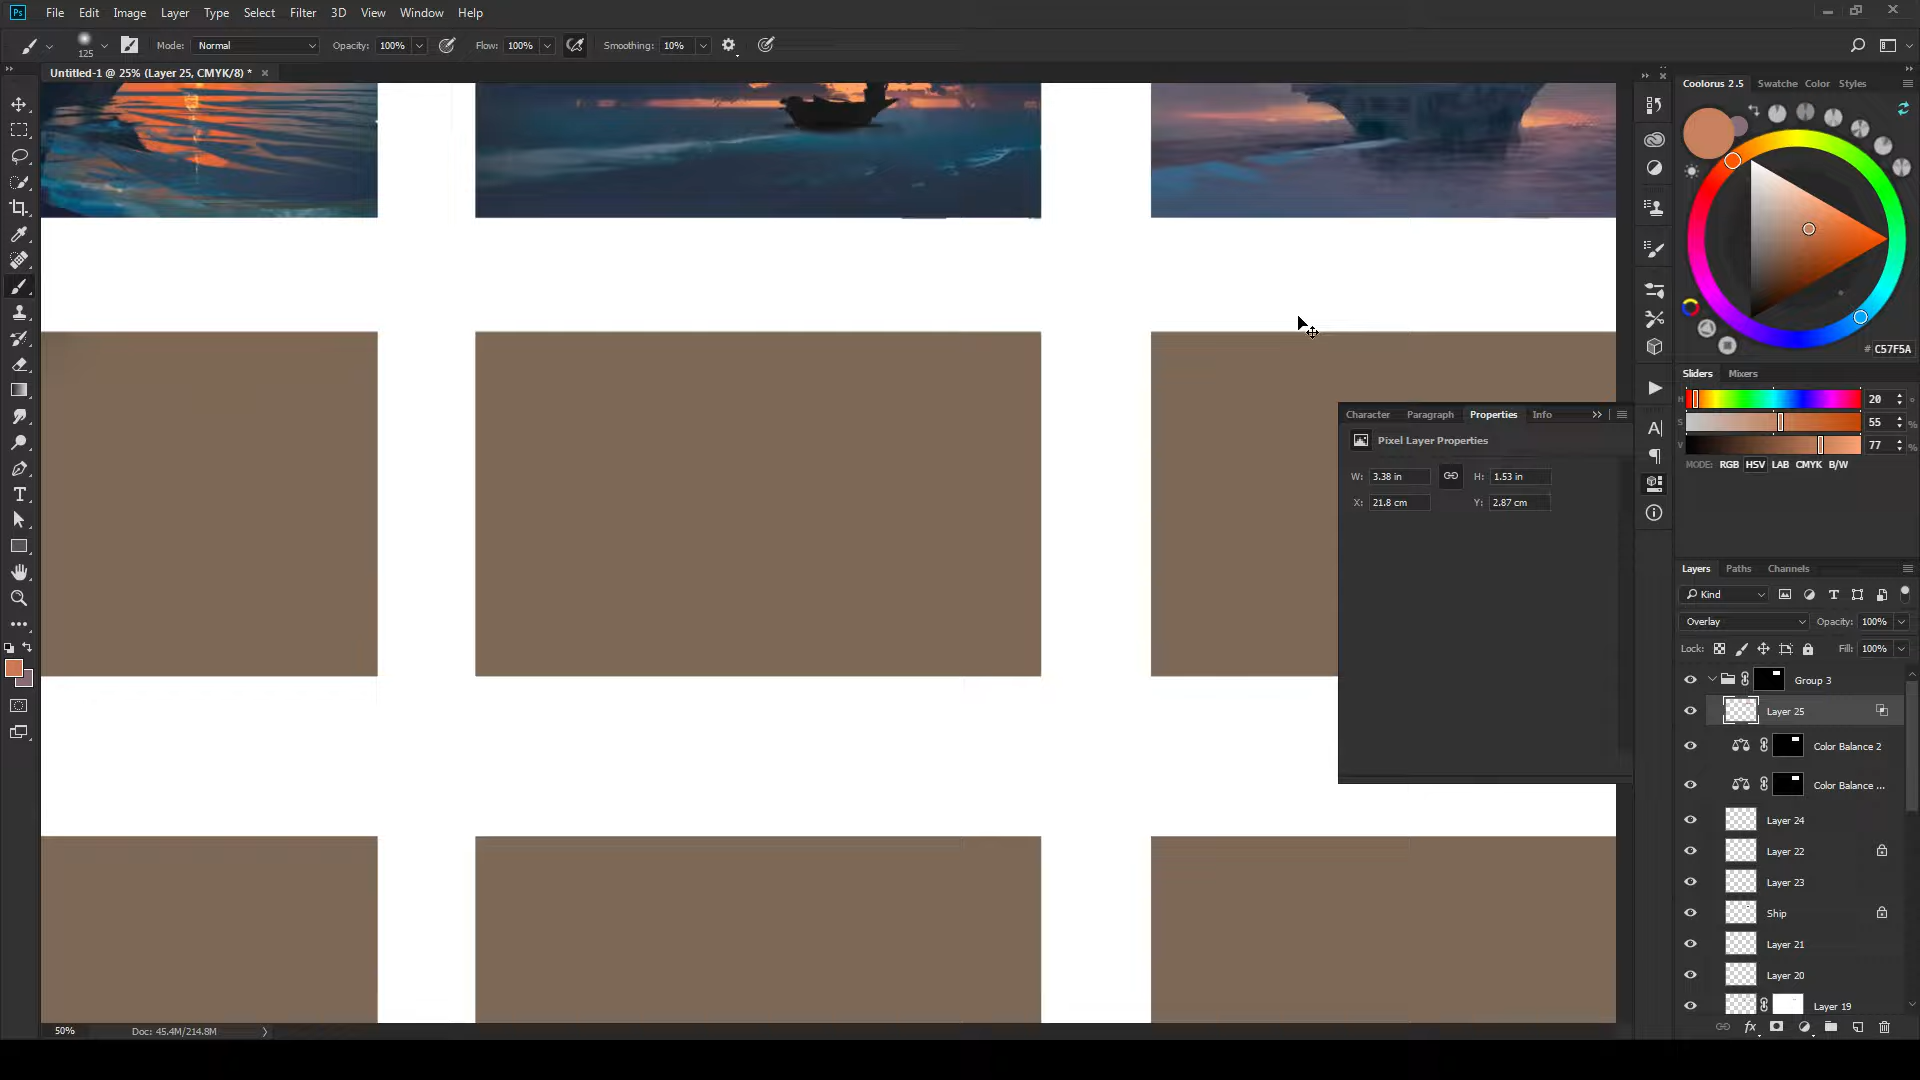 Ps File Edit Image Layer Type Select Filter 3D View Window Help
125 Mode: Normal Opacity: 100% Flow: 100% Smoothing: 10%
Untitled-1 @ 25% (Layer 25, CMYK/8) * ×
Coolorus 2.5 Swatche Color Styles
# C57F5A
Sliders Mixers
H 20 °
S 55 %
V 77 %
MODE: RGB HSV LAB CMYK B/W
Character Paragraph Properties Info
Pixel Layer Properties
W: 3.38 in H: 1.53 in
X: 21.8 cm Y: 2.87 cm
Layers Paths Channels
Kind
Overlay Opacity: 100%
Lock: Fill: 100%
Group 3
Layer 25
Color Balance 2
Color Balance ...
Layer 24
Layer 22
Layer 23
Ship
Layer 21
Layer 20
Layer 19
50% Doc: 45.4M/214.8M